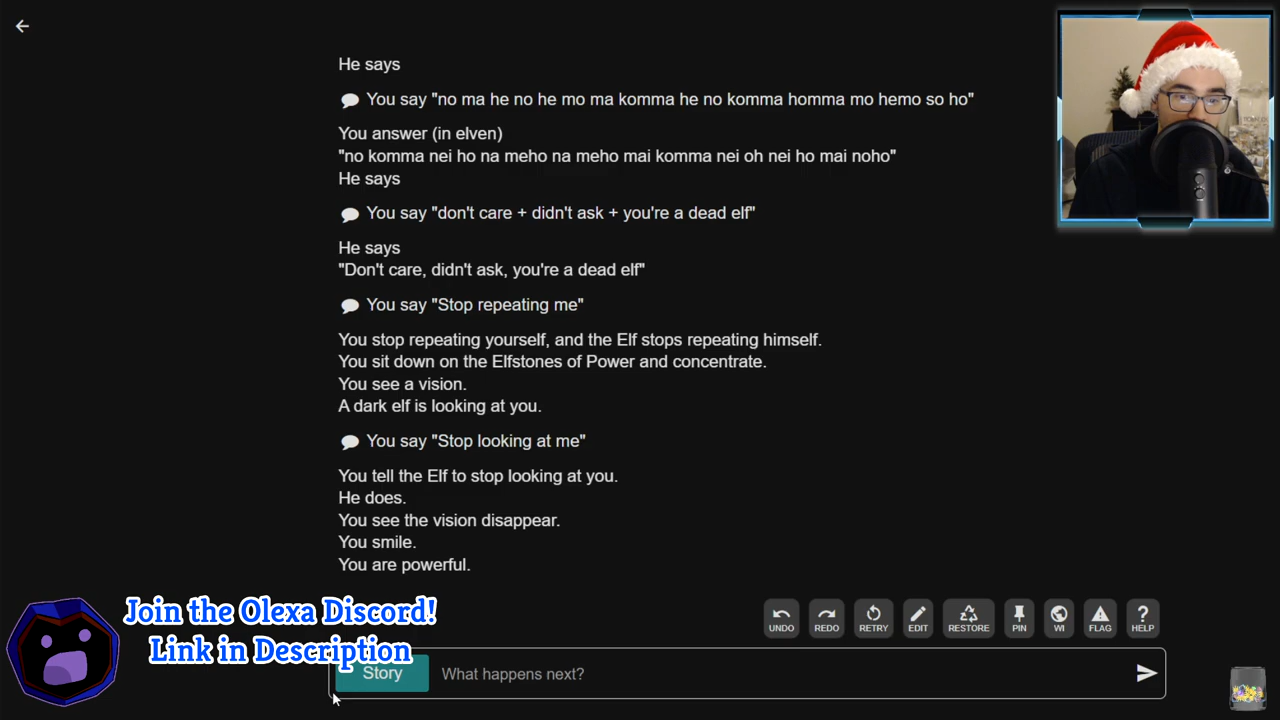 He says
You say "no ma he no he mo ma komma he no komma homma mo hemo so ho"
You answer (in elven)
"no komma nei ho na meho na meho mai komma nei oh nei ho mai noho"
He says
You say "don't care + didn't ask + you're a dead elf"
He says
"Don't care, didn't ask, you're a dead elf"
You say "Stop repeating me"
You stop repeating yourself, and the Elf stops repeating himself.
You sit down on the Elfstones of Power and concentrate.
You see a vision.
A dark elf is looking at you.
You say "Stop looking at me"
You tell the Elf to stop looking at you.
He does.
You see the vision disappear.
You smile.
You are powerful.
UNDO REDO RETRY EDIT RESTORE PIN WI FLAG HELP
Join the Olexa Discord!
Link in Description
Story What happens next?